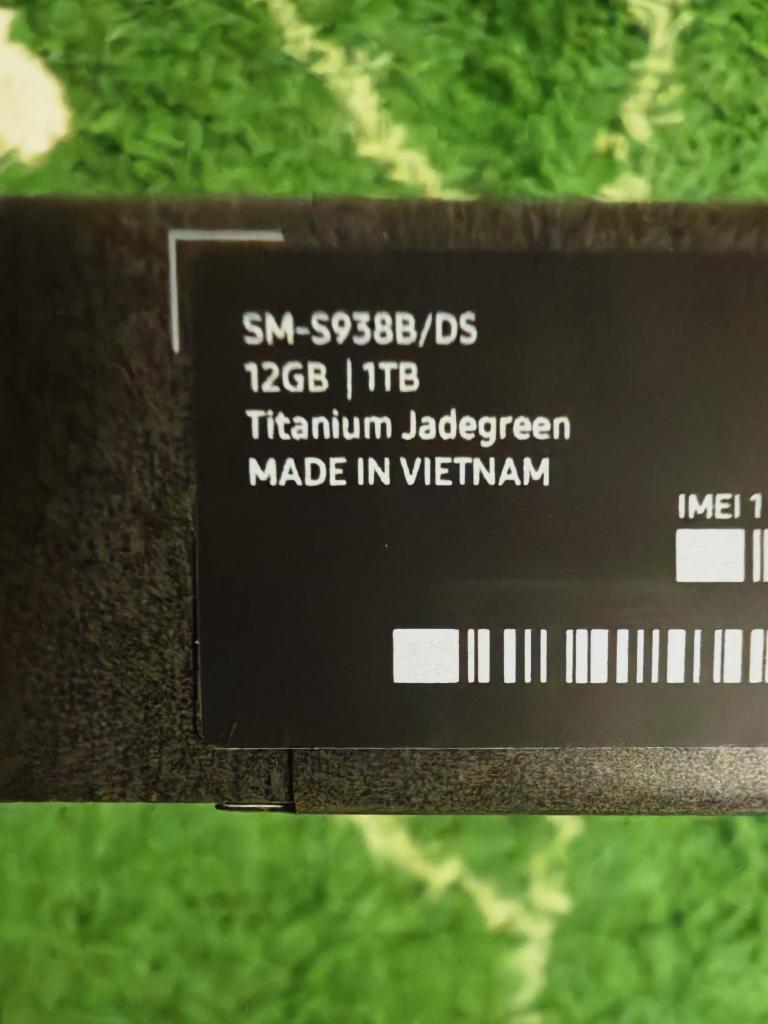 SM-S938B/DS
12GB | 1TB
Titanium Jadegreen
MADE IN VIETNAM
IMEI 1